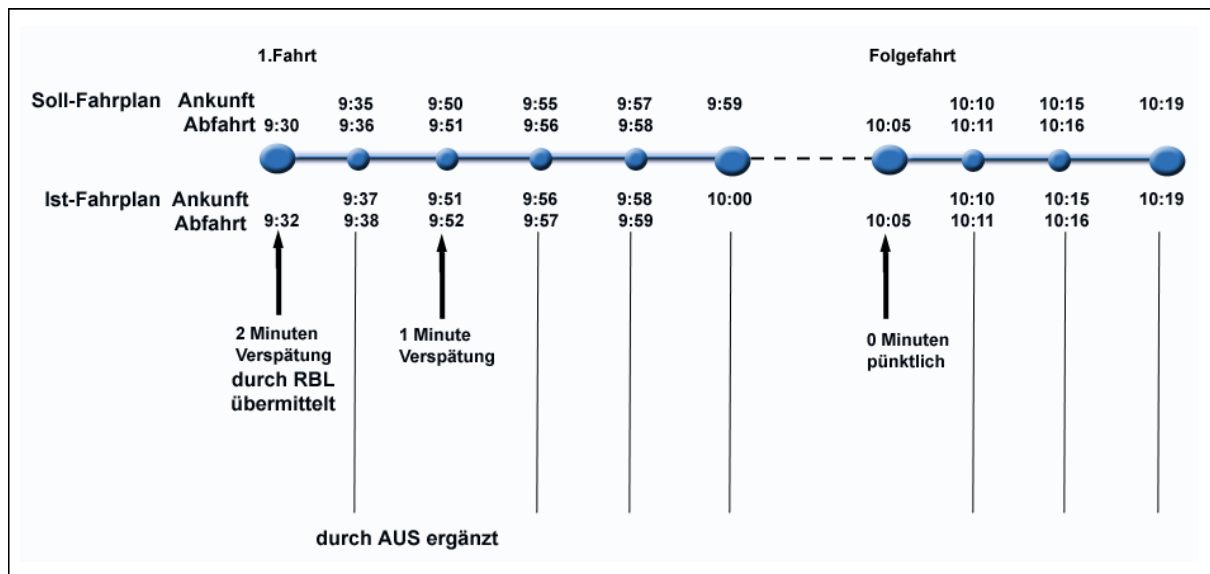 1.Fahrt Folgefahrt
Soll-Fahrplan Ankunft 9:35 9:50 9:55 9:57 9:59 10:10 10:15 10:19
Abfahrt 9:30 9:36 9:51 9:56 9:58 10:05 10:11 10:16
Ist-Fahrplan Ankunft 9:37 9:51 9:56 9:58 10:00 10:10 10:15 10:19
Abfahrt 9:32 9:38 9:52 9:57 9:59 10:05 10:11 10:16
2 Minuten
Verspätung
durch RBL
übermittelt
1 Minute
Verspätung
0 Minuten
pünktlich
durch AUS ergänzt